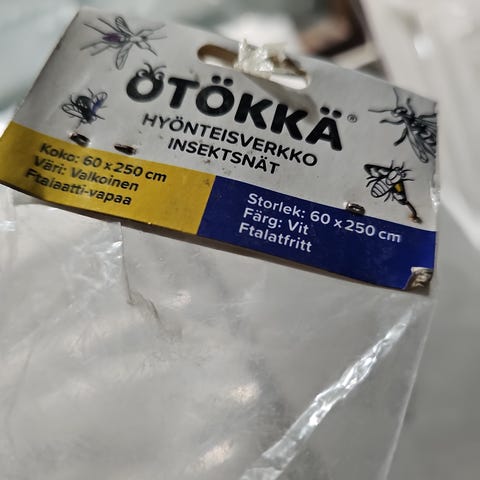 ÖTÖKKÄ®
HYÖNTEISVERKKO
INSEKTSNÄT
Koko: 60 x 250 cm
Väri: Valkoinen
Ftalaatti-vapaa
Storlek: 60 x 250 cm
Färg: Vit
Ftalatfritt